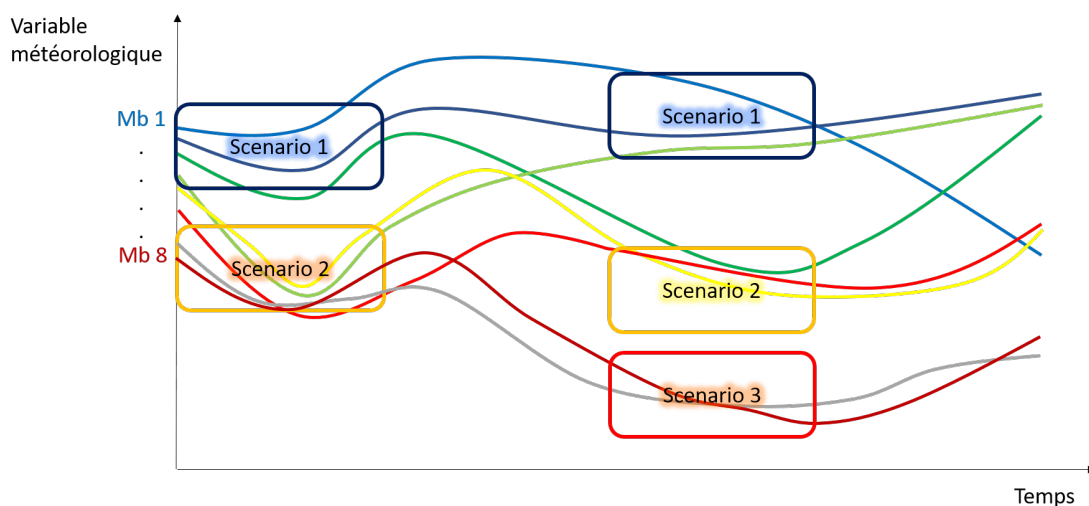 Variable
météorologique
Mb 1
.
.
.
.
Mb 8
Scenario 1
Scenario 2
Scenario 1
Scenario 2
Scenario 3
Temps